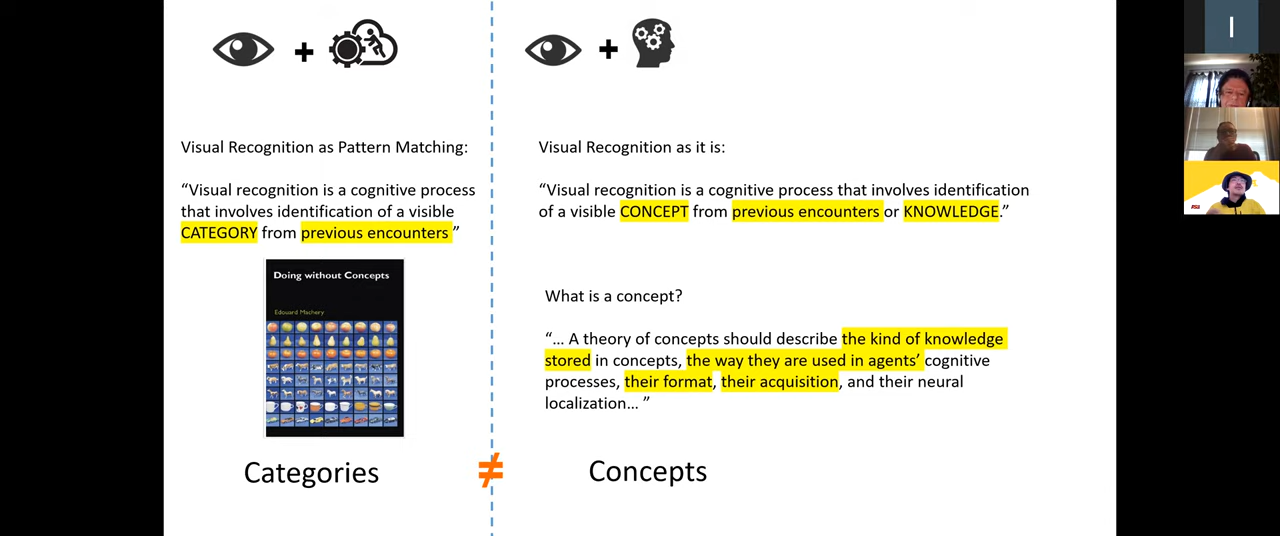 I
Visual Recognition as Pattern Matching:
“Visual recognition is a cognitive process
that involves identification of a visible
CATEGORY from previous encounters ”
Doing without Concepts
Edouard Machery
Categories
≠
Visual Recognition as it is:
“Visual recognition is a cognitive process that involves identification
of a visible CONCEPT from previous encounters or KNOWLEDGE.”
What is a concept?
“… A theory of concepts should describe the kind of knowledge
stored in concepts, the way they are used in agents’ cognitive
processes, their format, their acquisition, and their neural
localization… ”
Concepts